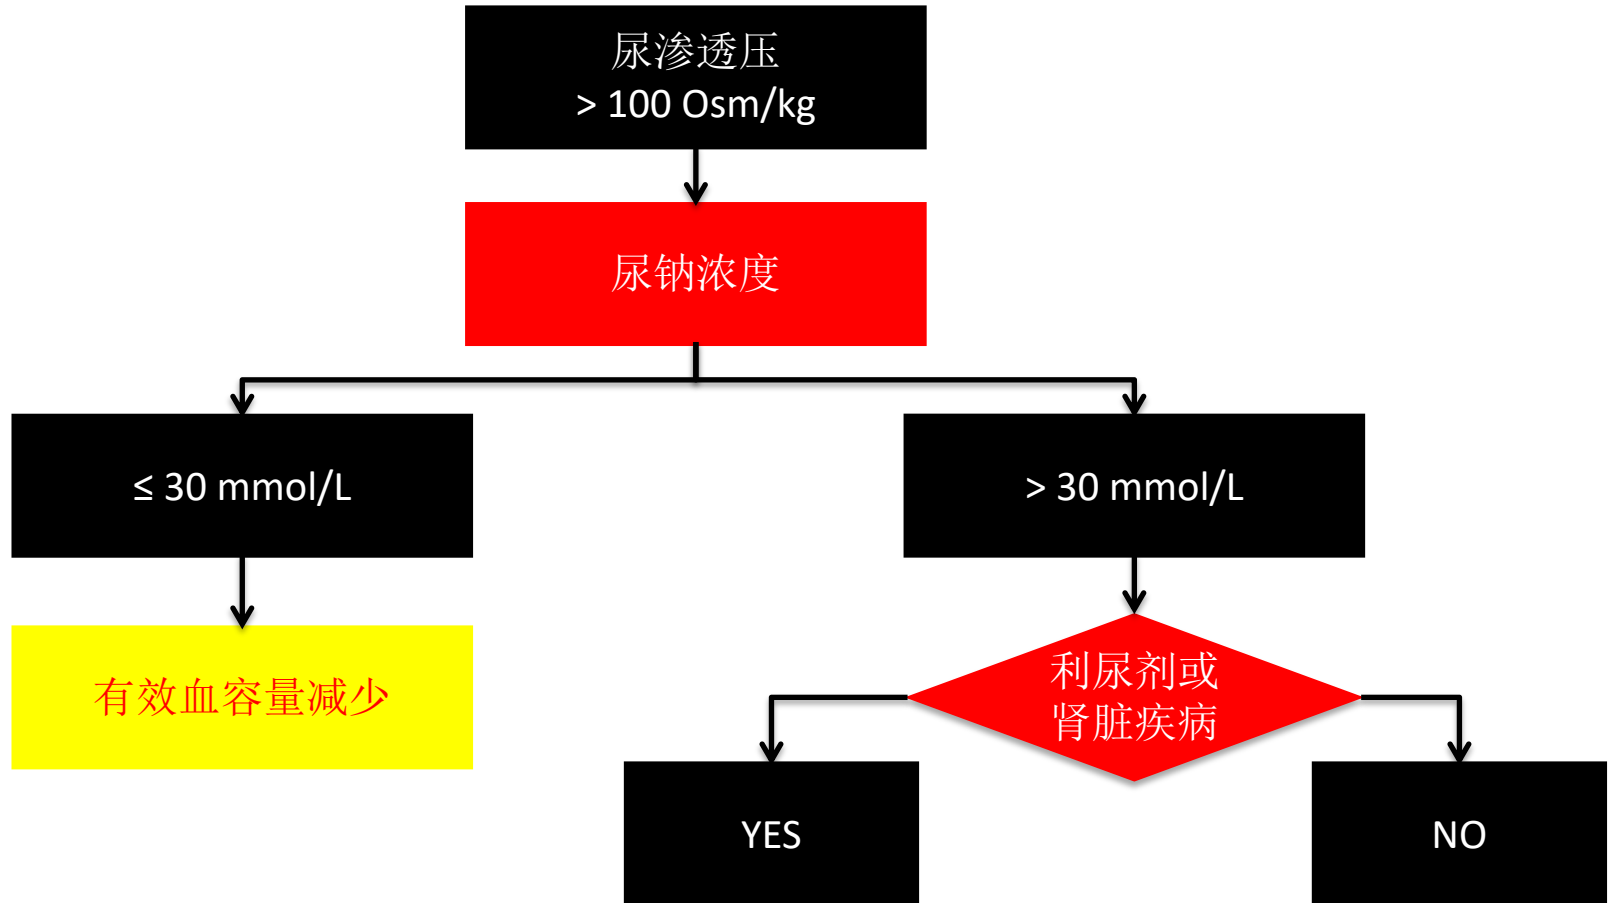 尿渗透压
> 100 Osm/kg
尿钠浓度
≤ 30 mmol/L
> 30 mmol/L
有效血容量减少
利尿剂或
肾脏疾病
YES
NO